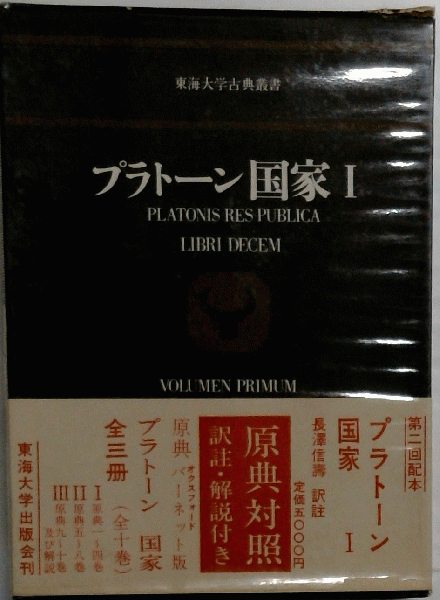 東海大学古典叢書
プラトーン国家 I
PLATONIS RES PUBLICA
LIBRI DECEM
VOLUMEN PRIMUM
第二回配本
プラトーン
国家 I
長澤信壽 訳註
定価五〇〇〇円
原典対照
訳註・解説付き
オクスフォード
原典・バーネット版
プラトーン 国家
(全十巻)
全三冊
I 原典一〜四巻
II 原典五〜八巻
III 原典九〜十巻
及び解説
東海大学出版会刊